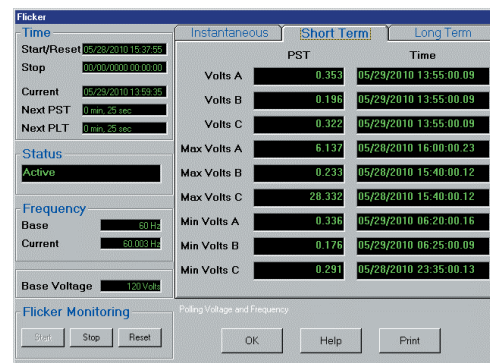 Flicker
Time
Start/Reset 05/28/2010 15:37:55
Stop 00/00/0000 00:00:00
Current 05/29/2010 13:59:35
Next PST 0 min, 25 sec
Next PLT 0 min, 25 sec
Status
Active
Frequency
Base 60 Hz
Current 60.003 Hz
Base Voltage 120 Volts
Flicker Monitoring
Start Stop Reset
Instantaneous Short Term Long Term
PST Time
Volts A 0.353 05/29/2010 13:55:00.09
Volts B 0.196 05/29/2010 13:55:00.09
Volts C 0.322 05/29/2010 13:55:00.09
Max Volts A 6.137 05/28/2010 16:00:00.23
Max Volts B 0.233 05/28/2010 15:40:00.12
Max Volts C 28.332 05/28/2010 15:40:00.12
Min Volts A 0.336 05/29/2010 06:20:00.16
Min Volts B 0.176 05/29/2010 06:25:00.09
Min Volts C 0.291 05/28/2010 23:35:00.13
Polling Voltage and Frequency
OK Help Print